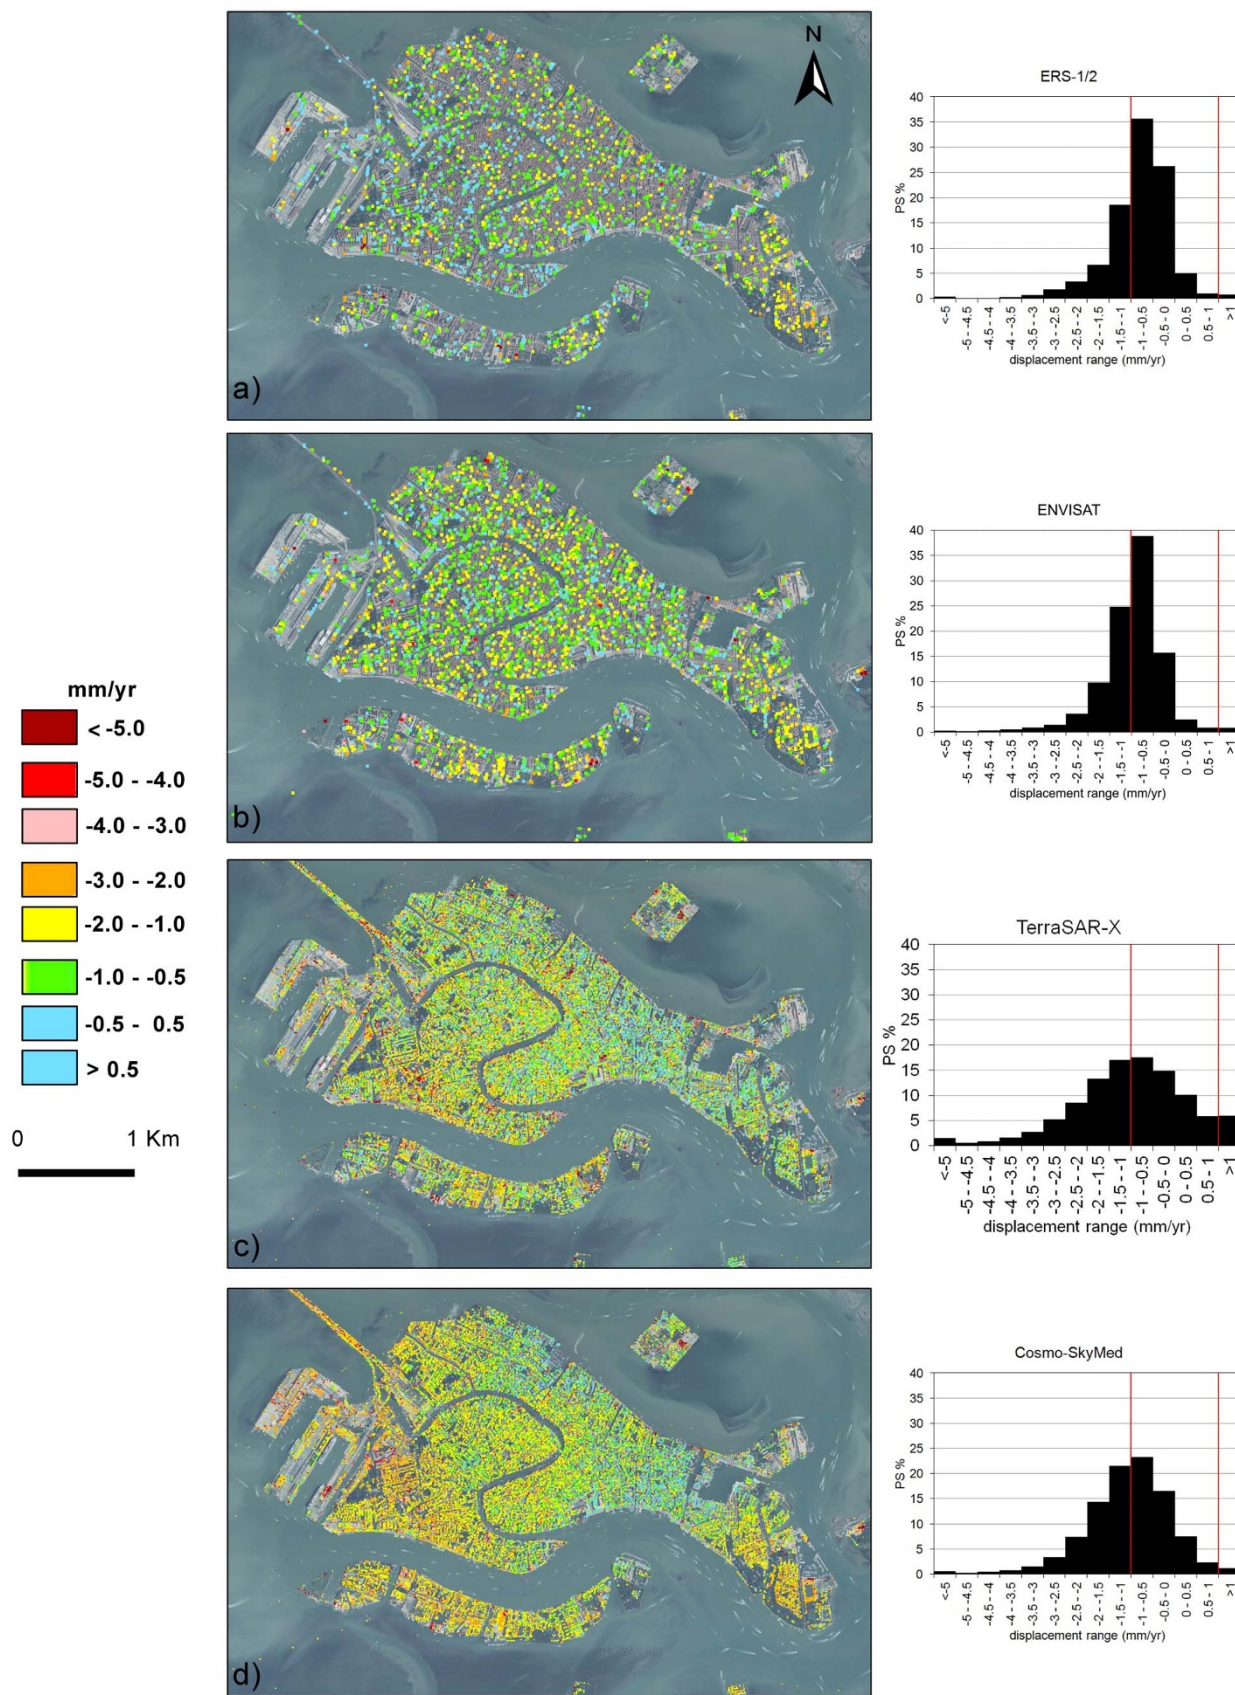 N
a)
ERS-1/2
40
35
30
25
20
15
10
5
0
PS %
<-5
-5 - -4.5
-4.5 - -4
-4 - -3.5
-3.5 - -3
-3 - -2.5
-2.5 - -2
-2 - -1.5
-1.5 - -1
-1 - -0.5
-0.5 - 0
0 - 0.5
0.5 - 1
>1
displacement range (mm/yr)
b)
ENVISAT
40
35
30
25
20
15
10
5
0
PS %
<-5
-5 - -4.5
-4.5 - -4
-4 - -3.5
-3.5 - -3
-3 - -2.5
-2.5 - -2
-2 - -1.5
-1.5 - -1
-1 - -0.5
-0.5 - 0
0 - 0.5
0.5 - 1
>1
displacement range (mm/yr)
mm/yr
< -5.0
-5.0 - -4.0
-4.0 - -3.0
-3.0 - -2.0
-2.0 - -1.0
-1.0 - -0.5
-0.5 - 0.5
> 0.5
0 1 Km
c)
TerraSAR-X
40
35
30
25
20
15
10
5
0
PS %
<-5
-5 - -4.5
-4.5 - -4
-4 - -3.5
-3.5 - -3
-3 - -2.5
-2.5 - -2
-2 - -1.5
-1.5 - -1
-1 - -0.5
-0.5 - 0
0 - 0.5
0.5 - 1
>1
displacement range (mm/yr)
d)
Cosmo-SkyMed
40
35
30
25
20
15
10
5
0
PS %
<-5
-5 - -4.5
-4.5 - -4
-4 - -3.5
-3.5 - -3
-3 - -2.5
-2.5 - -2
-2 - -1.5
-1.5 - -1
-1 - -0.5
-0.5 - 0
0 - 0.5
0.5 - 1
>1
displacement range (mm/yr)